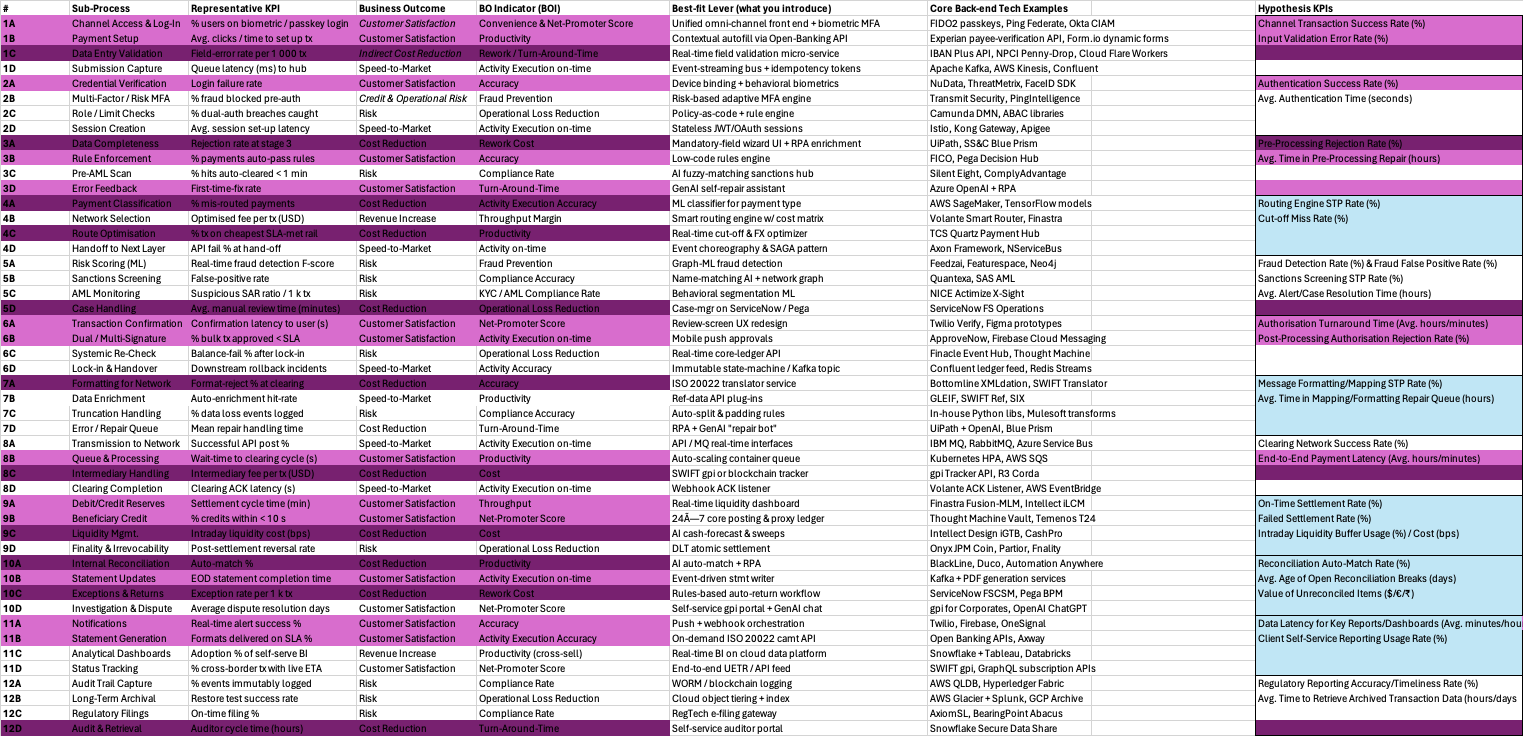 # Sub-Process Representative KPI Business Outcome BO Indicator (BOI) Best-fit Lever (what you introduce) Core Back-end Tech Examples Hypothesis KPIs
1A Channel Access & Log-In % users on biometric / passkey login Customer Satisfaction Convenience & Net-Promoter Score Unified omni-channel front end + biometric MFA FIDO2 passkeys, Ping Federate, Okta CIAM Channel Transaction Success Rate (%)
1B Payment Setup Avg. clicks / time to set up tx Customer Satisfaction Productivity Contextual autofill via Open-Banking API Experian payee-verification API, Form.io dynamic forms Input Validation Error Rate (%)
1C Data Entry Validation Field-error rate per 1 000 tx Indirect Cost Reduction Rework / Turn-Around-Time Real-time field validation micro-service IBAN Plus API, NPCI Penny-Drop, Cloud Flare Workers
1D Submission Capture Queue latency (ms) to hub Speed-to-Market Activity Execution on-time Event-streaming bus + idempotency tokens Apache Kafka, AWS Kinesis, Confluent
2A Credential Verification Login failure rate Customer Satisfaction Accuracy Device binding + behavioral biometrics NuData, ThreatMetrix, FaceID SDK Authentication Success Rate (%)
2B Multi-Factor / Risk MFA % fraud blocked pre-auth Credit & Operational Risk Fraud Prevention Risk-based adaptive MFA engine Transmit Security, PingIntelligence Avg. Authentication Time (seconds)
2C Role / Limit Checks % dual-auth breaches caught Risk Operational Loss Reduction Policy-as-code + rule engine Camunda DMN, ABAC libraries
2D Session Creation Avg. session set-up latency Speed-to-Market Activity Execution on-time Stateless JWT/OAuth sessions Istio, Kong Gateway, Apigee
3A Data Completeness Rejection rate at stage 3 Cost Reduction Rework Cost Mandatory-field wizard UI + RPA enrichment UiPath, SS&C Blue Prism Pre-Processing Rejection Rate (%)
3B Rule Enforcement % payments auto-pass rules Customer Satisfaction Accuracy Low-code rules engine FICO, Pega Decision Hub Avg. Time in Pre-Processing Repair (hours)
3C Pre-AML Scan % hits auto-cleared < 1 min Risk Compliance Rate AI fuzzy-matching sanctions hub Silent Eight, ComplyAdvantage
3D Error Feedback First-time-fix rate Customer Satisfaction Turn-Around-Time GenAI self-repair assistant Azure OpenAI + RPA
4A Payment Classification % mis-routed payments Cost Reduction Activity Execution Accuracy ML classifier for payment type AWS SageMaker, TensorFlow models Routing Engine STP Rate (%)
4B Network Selection Optimised fee per tx (USD) Revenue Increase Throughput Margin Smart routing engine w/ cost matrix Volante Smart Router, Finastra Cut-off Miss Rate (%)
4C Route Optimisation % tx on cheapest SLA-met rail Cost Reduction Productivity Real-time cut-off & FX optimizer TCS Quartz Payment Hub
4D Handoff to Next Layer API fail % at hand-off Speed-to-Market Activity on-time Event choreography & SAGA pattern Axon Framework, NServiceBus
5A Risk Scoring (ML) Real-time fraud detection F-score Risk Fraud Prevention Graph-ML fraud detection Feedzai, Featurespace, Neo4j Fraud Detection Rate (%) & Fraud False Positive Rate (%)
5B Sanctions Screening False-positive rate Risk Compliance Accuracy Name-matching AI + network graph Quantexa, SAS AML Sanctions Screening STP Rate (%)
5C AML Monitoring Suspicious SAR ratio / 1 k tx Risk KYC / AML Compliance Rate Behavioral segmentation ML NICE Actimize X-Sight Avg. Alert/Case Resolution Time (hours)
5D Case Handling Avg. manual review time (minutes) Cost Reduction Operational Loss Reduction Case-mgr on ServiceNow / Pega ServiceNow FS Operations
6A Transaction Confirmation Confirmation latency to user (s) Customer Satisfaction Net-Promoter Score Review-screen UX redesign Twilio Verify, Figma prototypes Authorisation Turnaround Time (Avg. hours/minutes)
6B Dual / Multi-Signature % bulk tx approved < SLA Customer Satisfaction Activity Execution on-time Mobile push approvals ApproveNow, Firebase Cloud Messaging Post-Processing Authorisation Rejection Rate (%)
6C Systemic Re-Check Balance-fail % after lock-in Risk Operational Loss Reduction Real-time core-ledger API Finacle Event Hub, Thought Machine
6D Lock-in & Handover Downstream rollback incidents Speed-to-Market Activity Accuracy Immutable state-machine / Kafka topic Confluent ledger feed, Redis Streams
7A Formatting for Network Format-reject % at clearing Cost Reduction Accuracy ISO 20022 translator service Bottomline XMLdation, SWIFT Translator Message Formatting/Mapping STP Rate (%)
7B Data Enrichment Auto-enrichment hit-rate Speed-to-Market Productivity Ref-data API plug-ins GLEIF, SWIFT Ref, SIX Avg. Time in Mapping/Formatting Repair Queue (hours)
7C Truncation Handling % data loss events logged Risk Compliance Accuracy Auto-split & padding rules In-house Python libs, Mulesoft transforms
7D Error / Repair Queue Mean repair handling time Cost Reduction Turn-Around-Time RPA + GenAI "repair bot" UiPath + OpenAI, Blue Prism
8A Transmission to Network Successful API post % Speed-to-Market Activity Execution on-time API / MQ real-time interfaces IBM MQ, RabbitMQ, Azure Service Bus Clearing Network Success Rate (%)
8B Queue & Processing Wait-time to clearing cycle (s) Customer Satisfaction Productivity Auto-scaling container queue Kubernetes HPA, AWS SQS End-to-End Payment Latency (Avg. hours/minutes)
8C Intermediary Handling Intermediary fee per tx (USD) Cost Reduction Cost SWIFT gpi or blockchain tracker gpi Tracker API, R3 Corda
8D Clearing Completion Clearing ACK latency (s) Speed-to-Market Activity Execution on-time Webhook ACK listener Volante ACK Listener, AWS EventBridge
9A Debit/Credit Reserves Settlement cycle time (min) Customer Satisfaction Throughput Real-time liquidity dashboard Finastra Fusion-MLM, Intellect iLCM On-Time Settlement Rate (%)
9B Beneficiary Credit % credits within < 10 s Customer Satisfaction Net-Promoter Score 24Ã—7 core posting & proxy ledger Thought Machine Vault, Temenos T24 Failed Settlement Rate (%)
9C Liquidity Mgmt. Intraday liquidity cost (bps) Cost Reduction Cost AI cash-forecast & sweeps Intellect Design iGTB, CashPro Intraday Liquidity Buffer Usage (%) / Cost (bps)
9D Finality & Irrevocability Post-settlement reversal rate Risk Operational Loss Reduction DLT atomic settlement Onyx JPM Coin, Partior, Fnality
10A Internal Reconciliation Auto-match % Cost Reduction Productivity AI auto-match + RPA BlackLine, Duco, Automation Anywhere Reconciliation Auto-Match Rate (%)
10B Statement Updates EOD statement completion time Customer Satisfaction Activity Execution on-time Event-driven stmt writer Kafka + PDF generation services Avg. Age of Open Reconciliation Breaks (days)
10C Exceptions & Returns Exception rate per 1 k tx Cost Reduction Rework Cost Rules-based auto-return workflow ServiceNow FSCSM, Pega BPM Value of Unreconciled Items ($/€/₹)
10D Investigation & Dispute Average dispute resolution days Customer Satisfaction Net-Promoter Score Self-service gpi portal + GenAI chat gpi for Corporates, OpenAI ChatGPT
11A Notifications Real-time alert success % Customer Satisfaction Productivity Push + webhook orchestration Twilio, Firebase, OneSignal Data Latency for Key Reports/Dashboards (Avg. minutes/hou
11B Statement Generation Formats delivered on SLA % Customer Satisfaction Activity Execution Accuracy On-demand ISO 20022 camt API Open Banking APIs, Axway Client Self-Service Reporting Usage Rate (%)
11C Analytical Dashboards Adoption % of self-serve BI Revenue Increase Productivity (cross-sell) Real-time BI on cloud data platform Snowflake + Tableau, Databricks
11D Status Tracking % cross-border tx with live ETA Customer Satisfaction Net-Promoter Score End-to-end UETR / API feed SWIFT gpi, GraphQL subscription APIs
12A Audit Trail Capture % events immutably logged Risk Compliance Rate WORM / blockchain logging AWS QLDB, Hyperledger Fabric Regulatory Reporting Accuracy/Timeliness Rate (%)
12B Long-Term Archival Restore test success rate Risk Operational Loss Reduction Cloud object tiering + index AWS Glacier + Splunk, GCP Archive Avg. Time to Retrieve Archived Transaction Data (hours/days
12C Regulatory Filings On-time filing % Risk Compliance Rate RegTech e-filing gateway AxiomSL, BearingPoint Abacus
12D Audit & Retrieval Auditor cycle time (hours) Cost Reduction Turn-Around-Time Self-service auditor portal Snowflake Secure Data Share